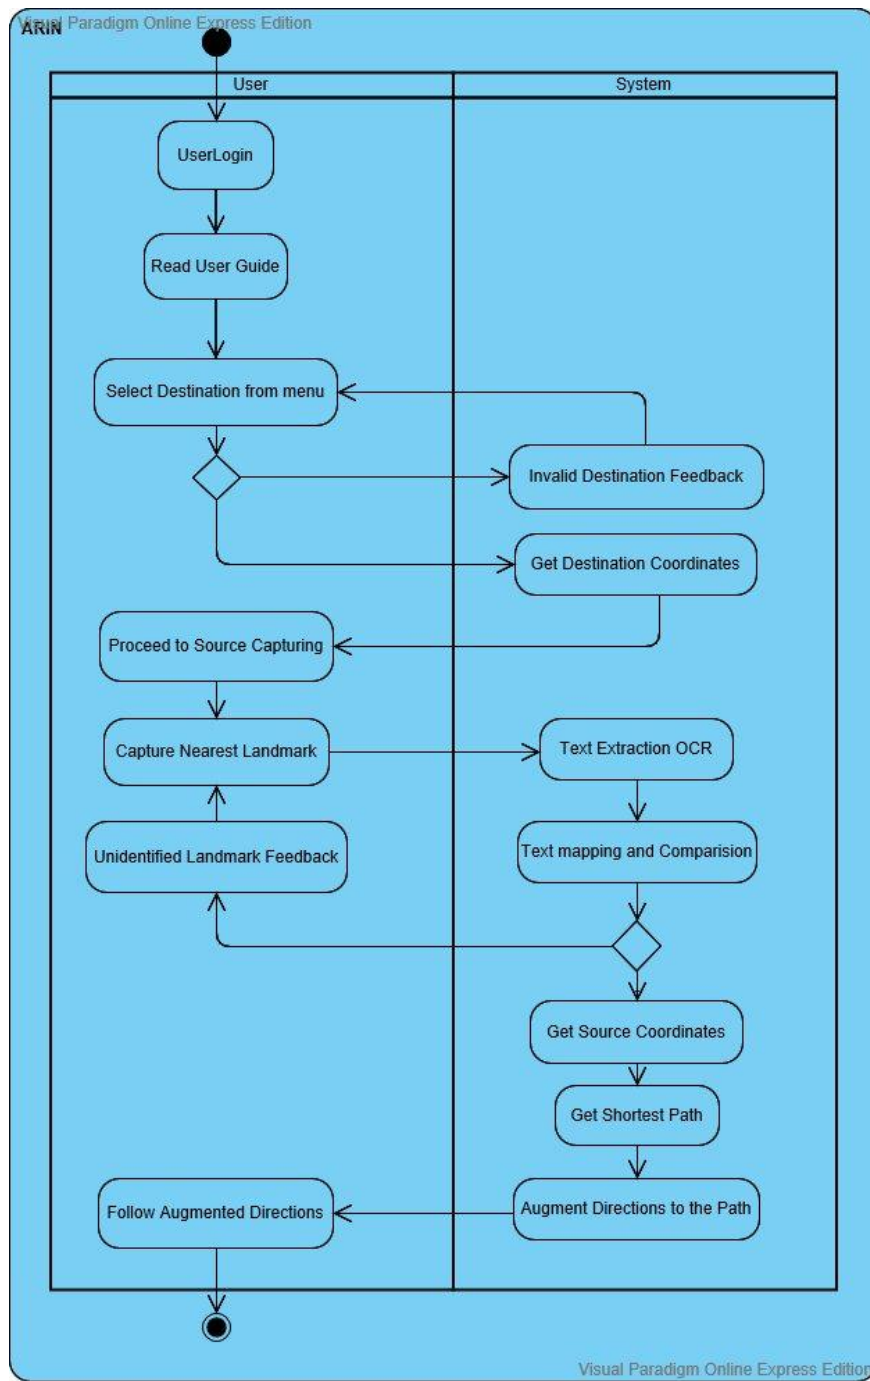 Visual Paradigm Online Express Edition
ARIN
User
System
UserLogin
Read User Guide
Select Destination from menu
Invalid Destination Feedback
Get Destination Coordinates
Proceed to Source Capturing
Capture Nearest Landmark
Text Extraction OCR
Unidentified Landmark Feedback
Text mapping and Comparision
Get Source Coordinates
Get Shortest Path
Follow Augmented Directions
Augment Directions to the Path
Visual Paradigm Online Express Edition